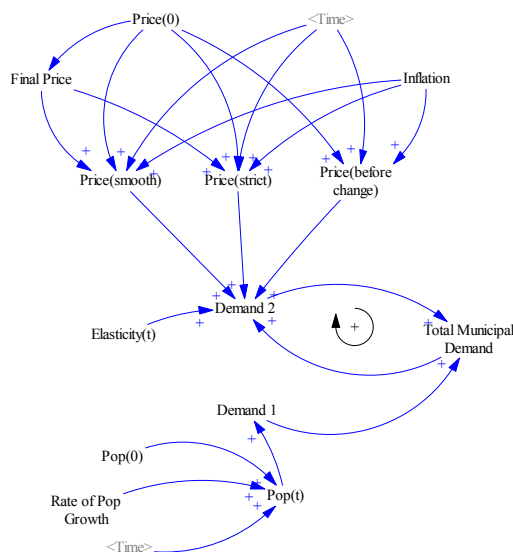 Price(0)
<Time>
Final Price
Inflation
+ + + + + + + + +
Price(smooth)
Price(strict)
Price(before
change)
+ + + +
Demand 2
+ +
Elasticity(t)
+
+
Total Municipal
Demand
+
Demand 1
+
Pop(0)
+
Rate of Pop
Growth
+
Pop(t)
+
<Time>